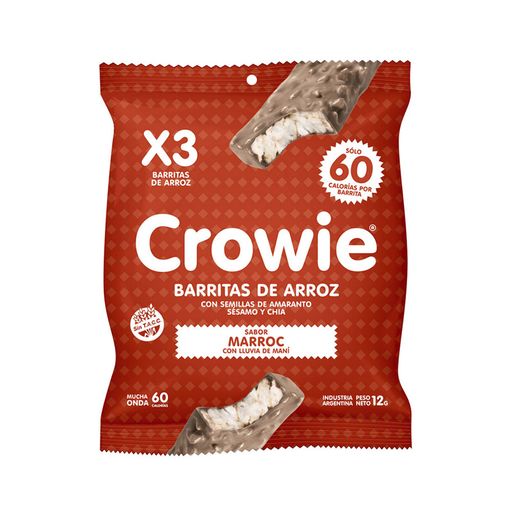 X3
BARRITAS
DE ARROZ
SÓLO
60
CALORÍAS POR
BARRITA
Crowie®
BARRITAS DE ARROZ
CON SEMILLAS DE AMARANTO
SÉSAMO Y CHIA
Sin T.A.C.C.
SABOR
MARROC
CON LLUVIA DE MANÍ
MUCHA
ONDA 60
CALORÍAS
INDUSTRIA
ARGENTINA
PESO
NETO 12G